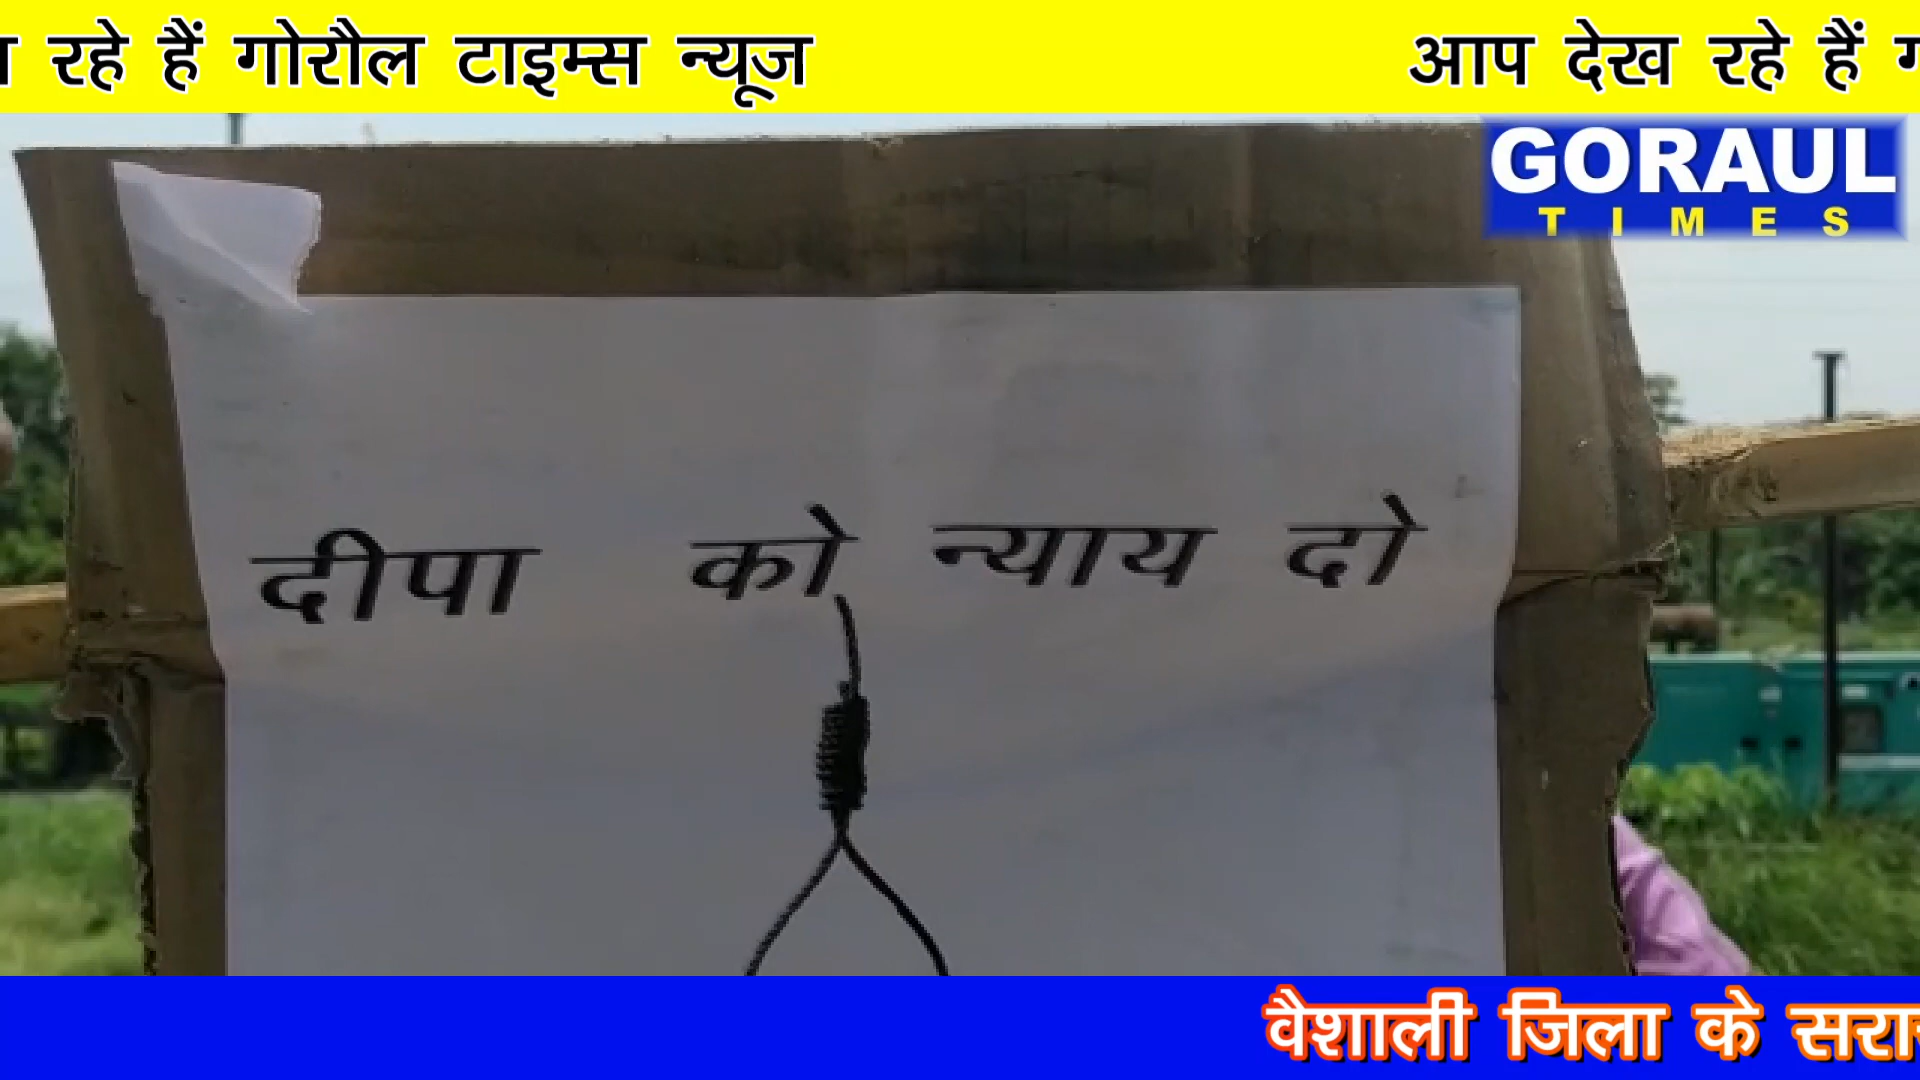 रहे हैं गोरौल टाइम्स न्यूज
आप देख रहे हैं
GORAUL
TIMES
दीपा को न्याय दो
वैशाली जिला के